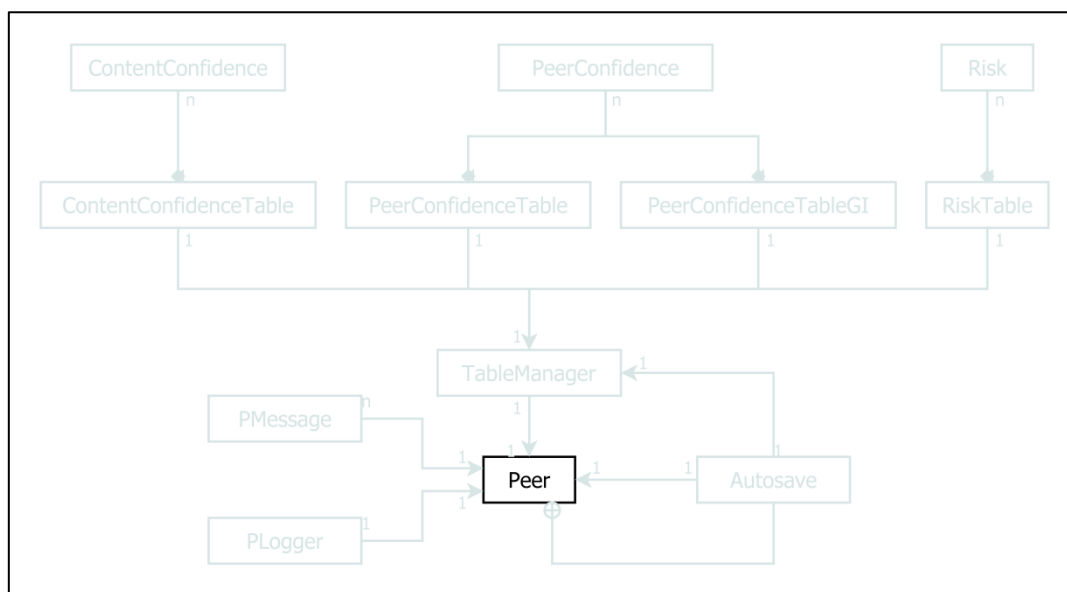 ContentConfidence
PeerConfidence
Risk
n
n
n
ContentConfidenceTable
PeerConfidenceTable
PeerConfidenceTableGI
RiskTable
1
1
1
1
1
TableManager
1
1
PMessage
n
1
1
Peer
1
1
1
Autosave
1
PLogger
1